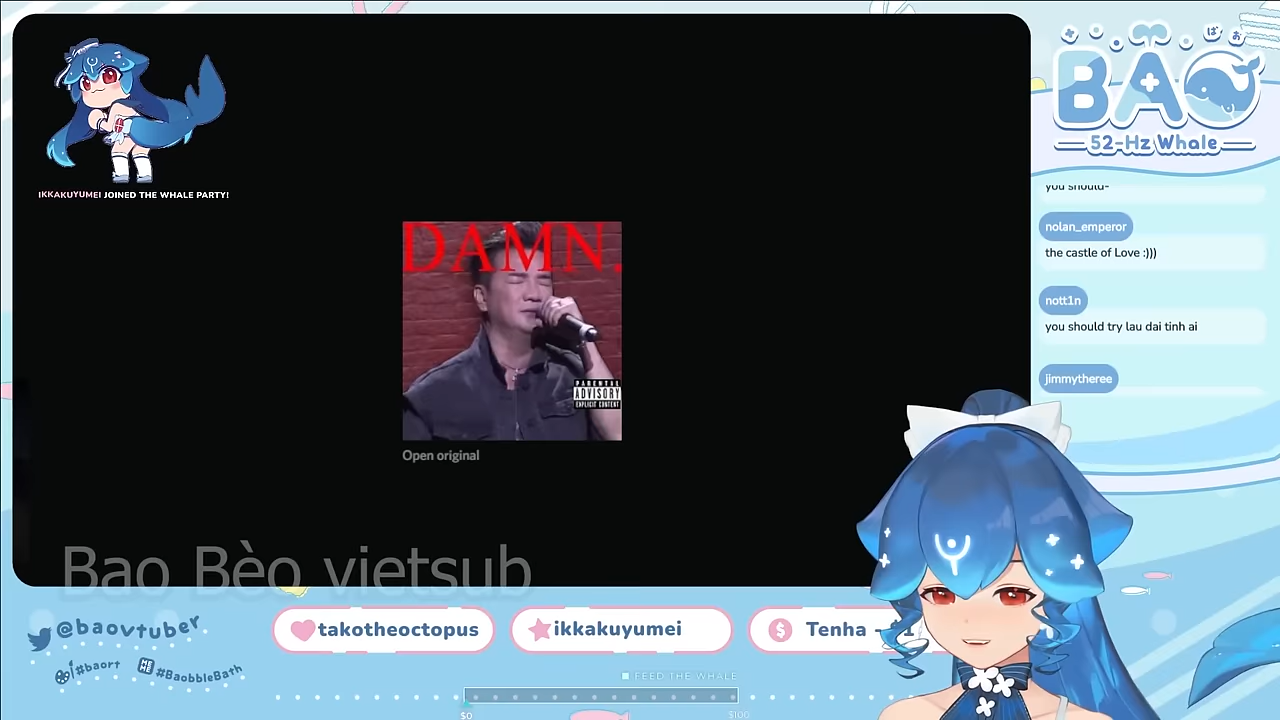 BAO
ばお
52-Hz Whale
IKKAKUYUMEI JOINED THE WHALE PARTY!
you should-
nolan_emperor
the castle of Love :)))
nott1n
you should try lau dai tinh ai
jimmytheree
DAMN.
PARENTAL
ADVISORY
EXPLICIT CONTENT
Open original
Bao Bèo vietsub
@baovtuber
#baort
#BaobbleBath
takotheoctopus
ikkakuyumei
Tenha -
FEED THE WHALE
$0
$100